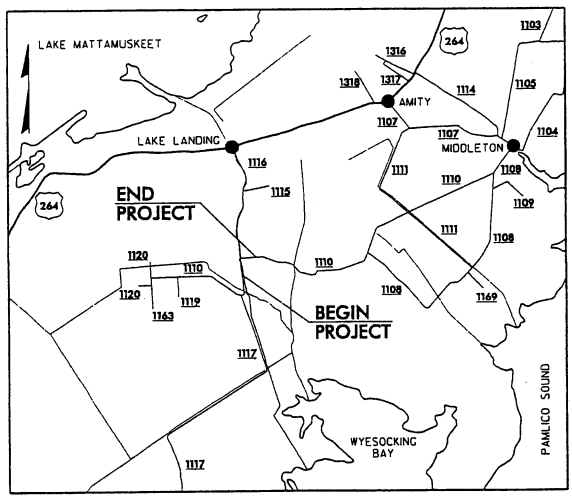 1103
1316
LAKE MATTAMUSKEET
264
1317
1318
1114
1105
AMITY
1107
1107
1104
LAKE LANDING
MIDDLETON
1116
1108
1111
1110
1115
1109
END
PROJECT
264
1111
1108
1120
1110
1110
1120
1119
1108
1169
1163
BEGIN
PROJECT
1117
PAMLICO SOUND
WYESOCKING
BAY
1117